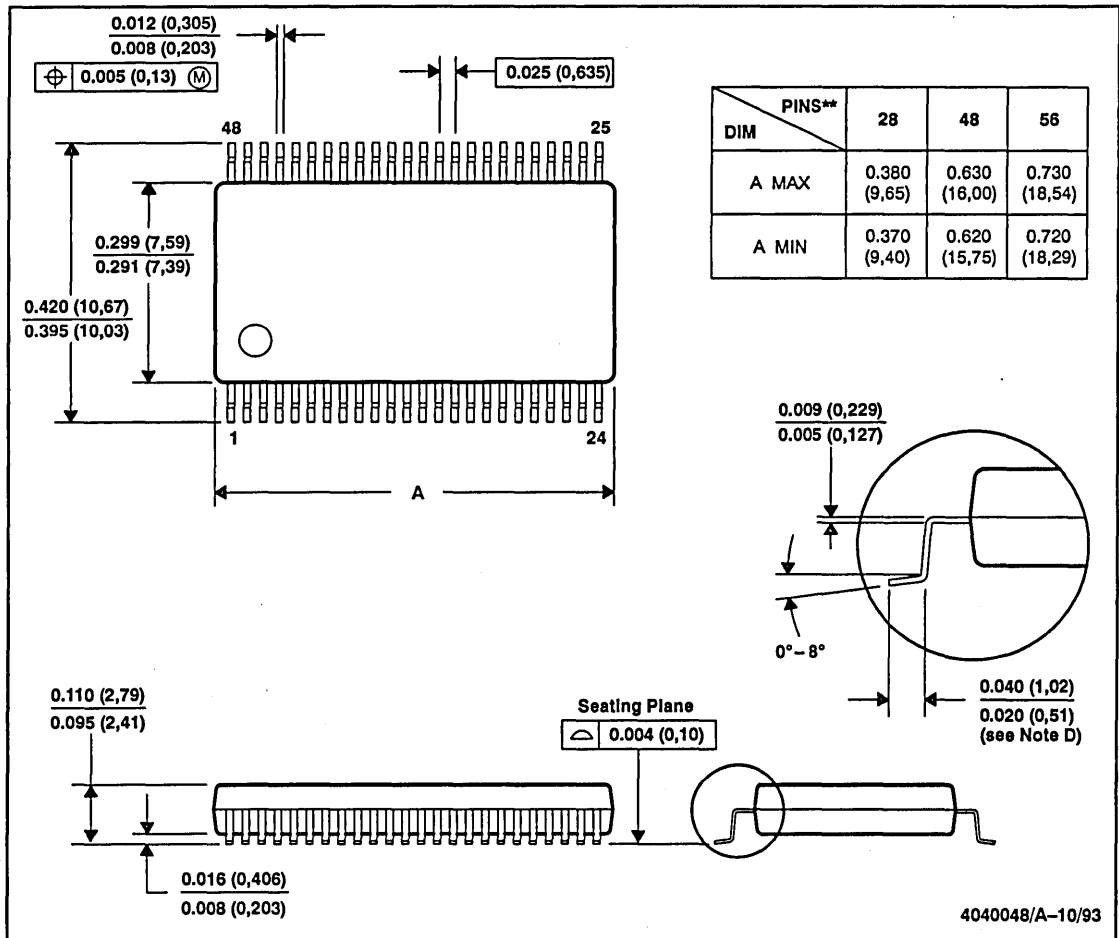 0.012 (0,305)
0.008 (0,203)
⌖ 0.005 (0,13) Ⓜ
0.025 (0,635)
48
25
PINS**
DIM
28 48 56
A MAX 0.380 (9,65) 0.630 (16,00) 0.730 (18,54)
A MIN 0.370 (9,40) 0.620 (15,75) 0.720 (18,29)
0.299 (7,59)
0.291 (7,39)
0.420 (10,67)
0.395 (10,03)
1
24
A
0.009 (0,229)
0.005 (0,127)
0°–8°
0.040 (1,02)
0.020 (0,51)
(see Note D)
0.110 (2,79)
0.095 (2,41)
Seating Plane
⌓ 0.004 (0,10)
0.016 (0,406)
0.008 (0,203)
4040048/A–10/93